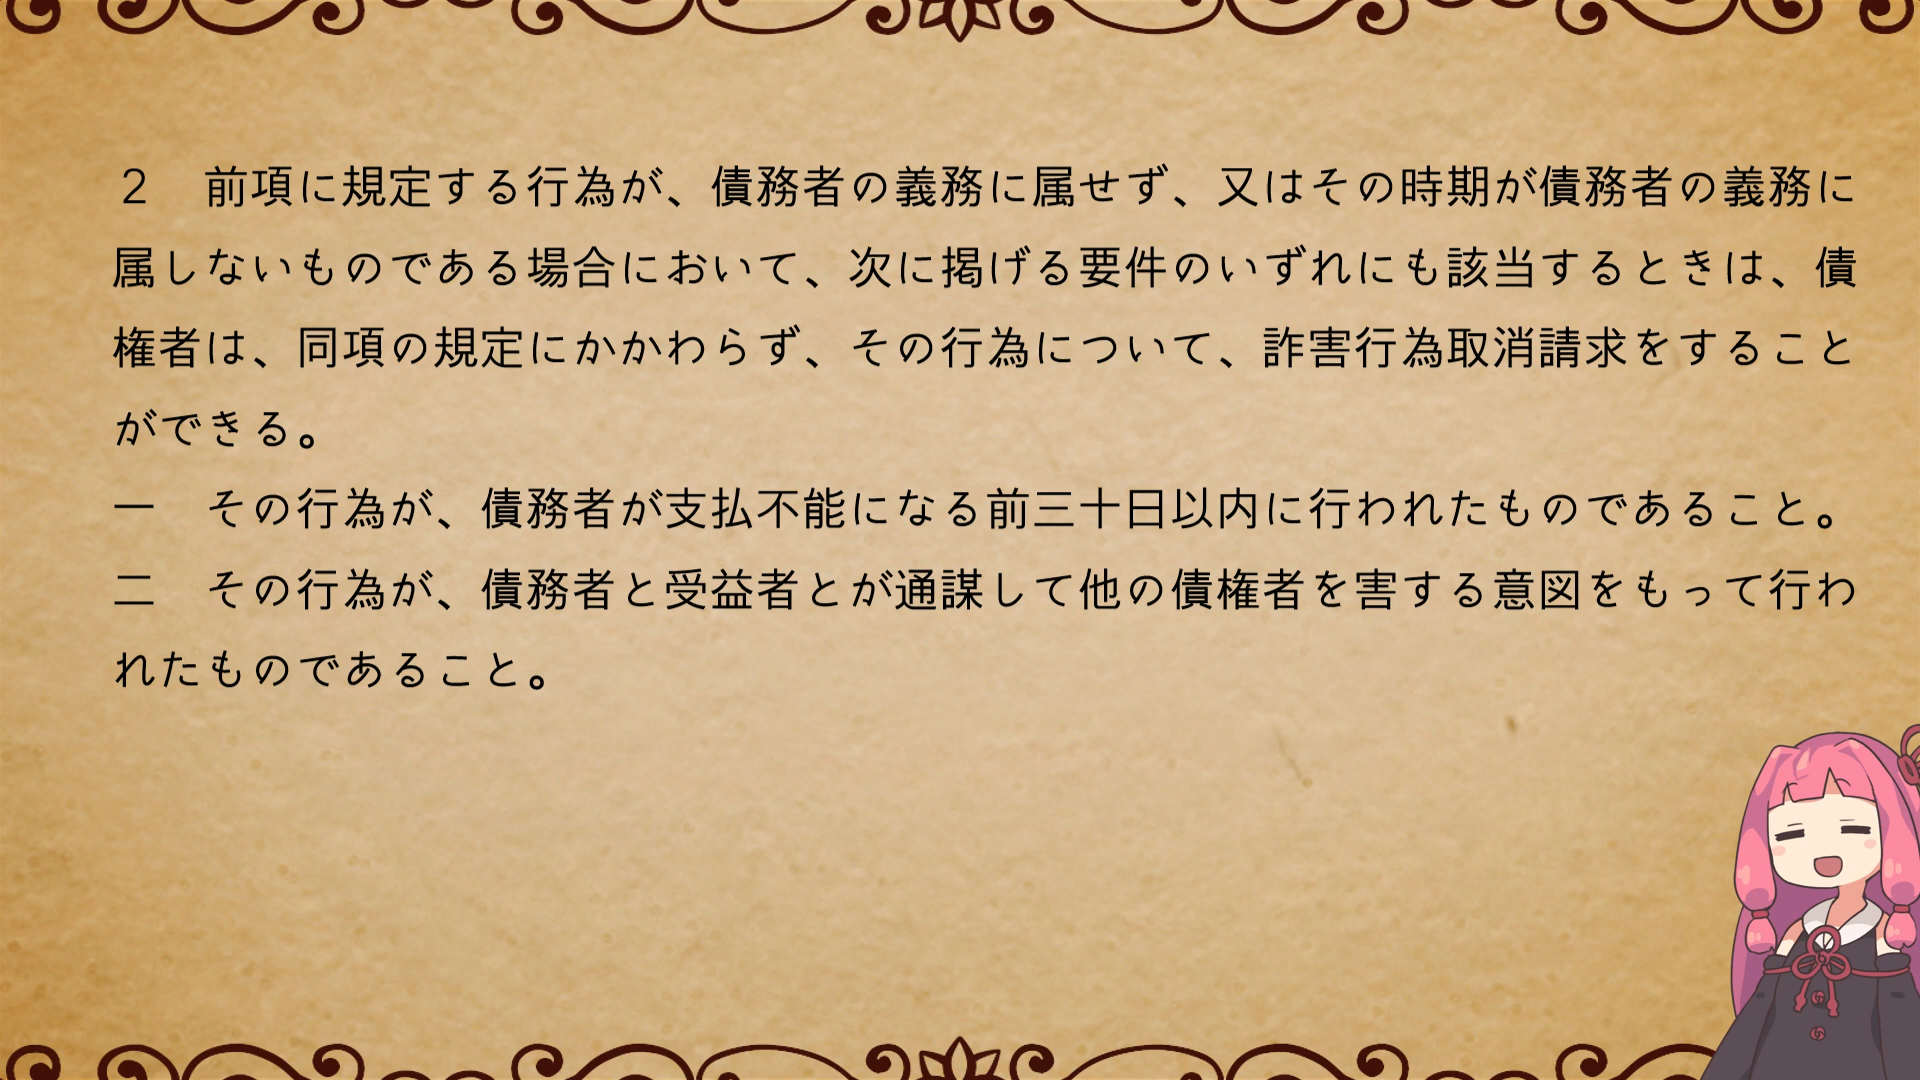 ２　前項に規定する行為が、債務者の義務に属せず、又はその時期が債務者の義務に
属しないものである場合において、次に掲げる要件のいずれにも該当するときは、債
権者は、同項の規定にかかわらず、その行為について、詐害行為取消請求をすること
ができる。
一　その行為が、債務者が支払不能になる前三十日以内に行われたものであること。
二　その行為が、債務者と受益者とが通謀して他の債権者を害する意図をもって行わ
れたものであること。